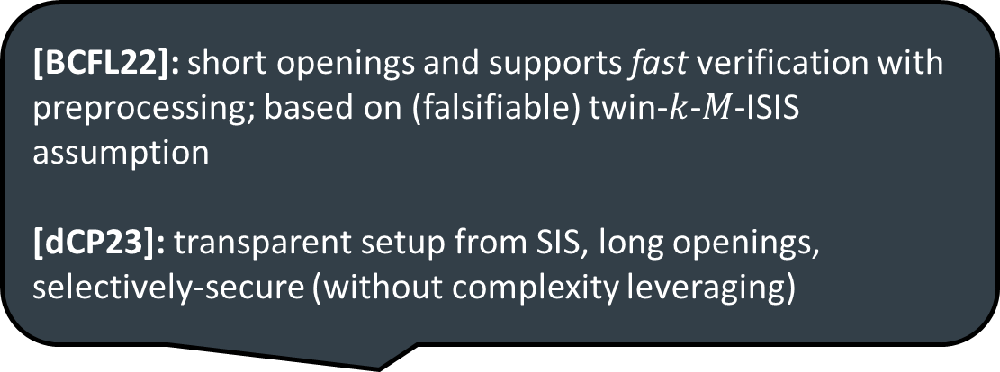 [BCFL22]: short openings and supports fast verification with
preprocessing; based on (falsifiable) twin-k-M-ISIS
assumption
[dCP23]: transparent setup from SIS, long openings,
selectively-secure (without complexity leveraging)